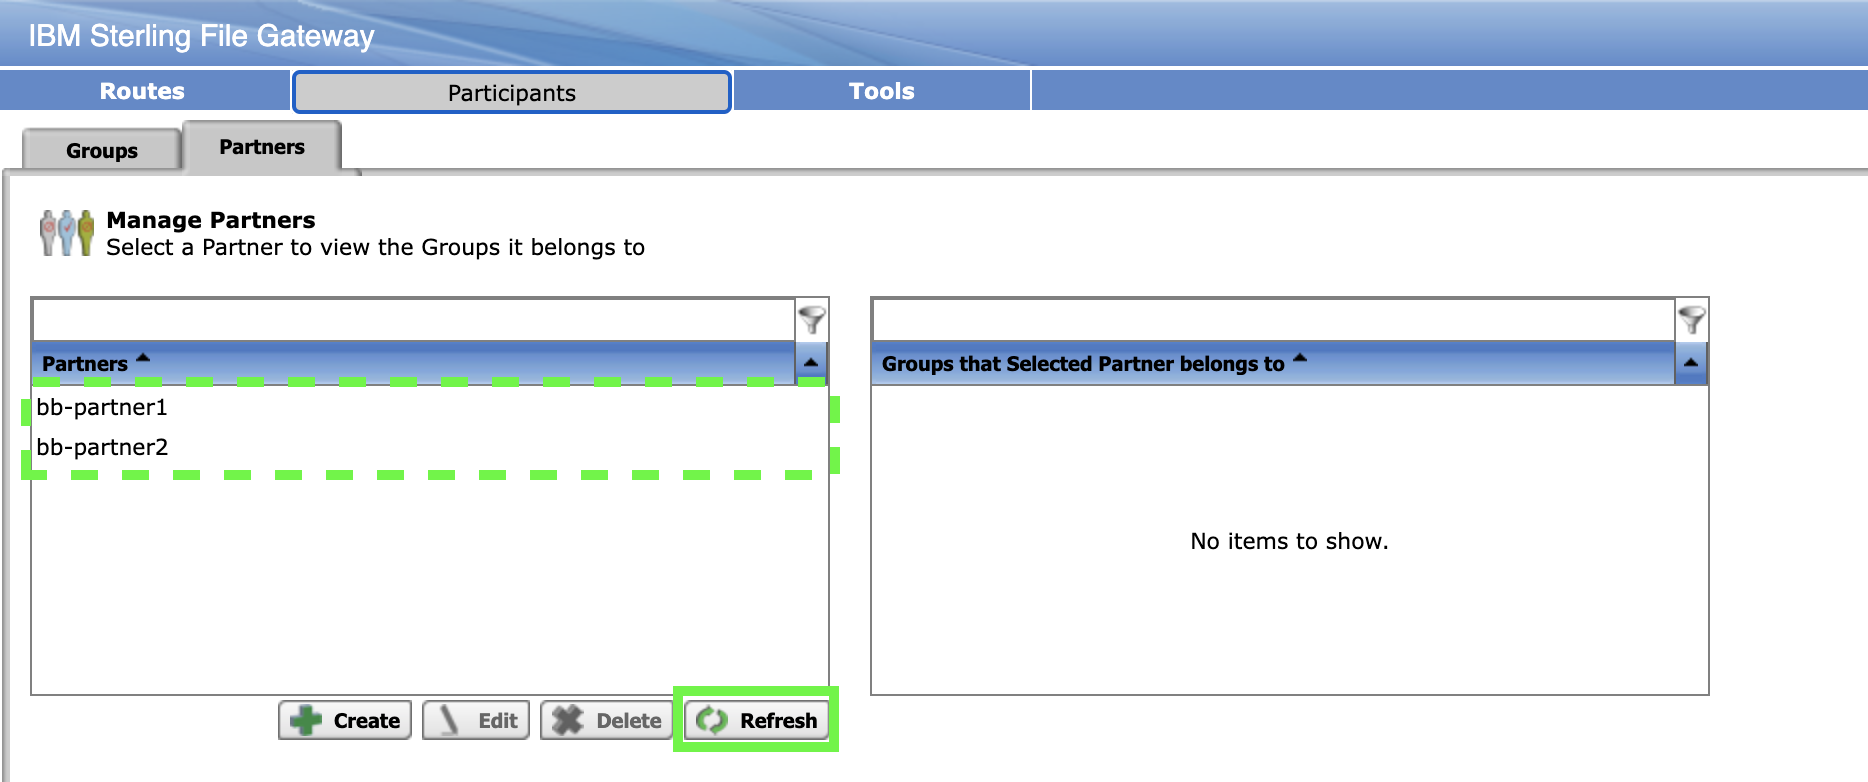 IBM Sterling File Gateway
Routes
Participants
Tools
Groups
Partners
Manage Partners
Select a Partner to view the Groups it belongs to
Partners
bb-partner1
bb-partner2
Groups that Selected Partner belongs to
No items to show.
Create
Edit
Delete
Refresh